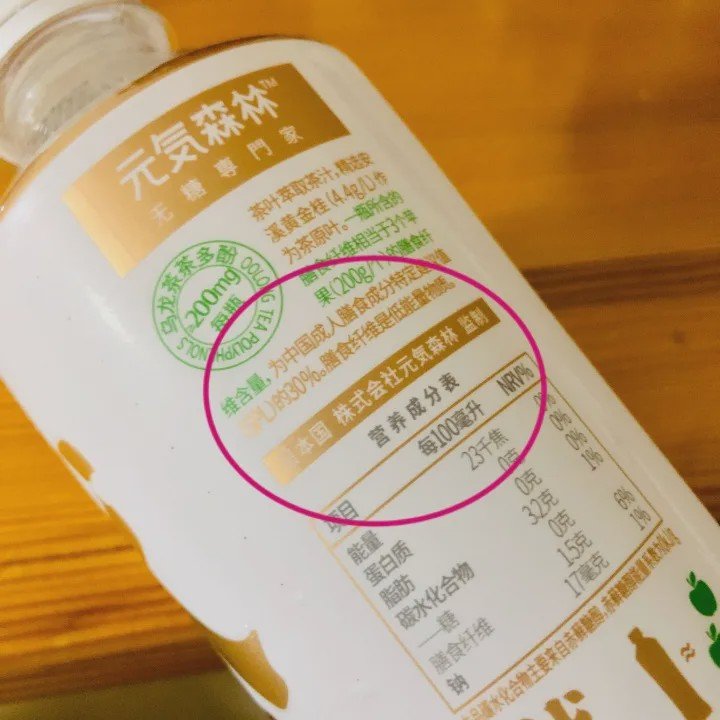 元気森林™
无糖專門家
茶叶萃取茶汁，精选安
溪黄金桂(4.4g/L)作
为茶原叶。一瓶所含的
膳食纤维相当于3个苹
果(200g/个)的膳食纤
维含量，为中国成人膳食成分特定建议值
(SPL)的30%。膳食纤维是低能量物质。
乌龙茶茶多酚
≈200mg
每瓶
OOLONG TEA POLYPHENOLS
日本国 株式会社元気森林 监制
营养成分表
项目 每100毫升 NRV%
能量 23千焦 0%
蛋白质 0克 0%
脂肪 0克 0%
碳水化合物 3.2克 1%
——糖 0克
膳食纤维 1.5克 6%
钠 17毫克 1%